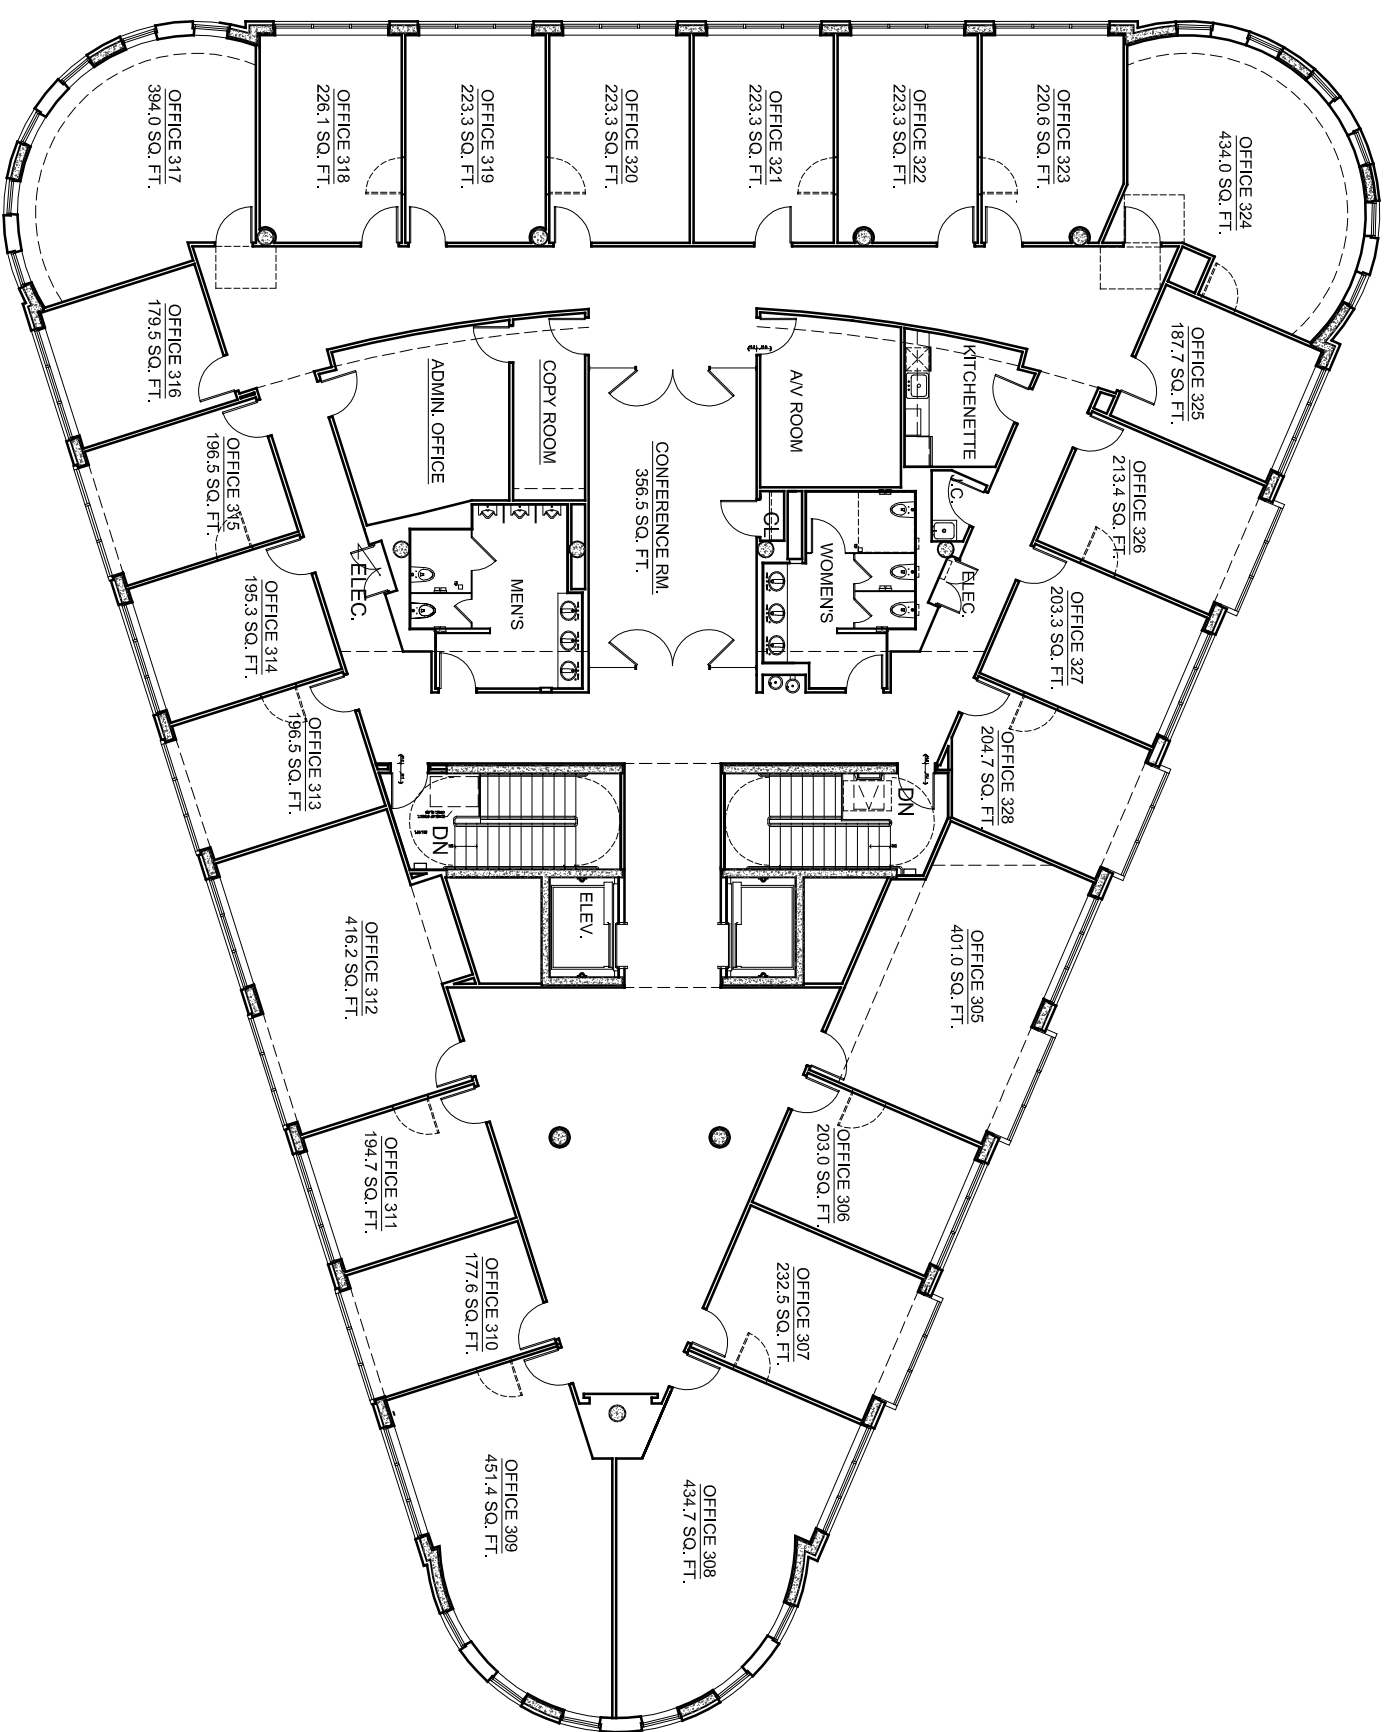 OFFICE 317
394.0 SQ. FT.
OFFICE 318
226.1 SQ. FT.
OFFICE 319
223.3 SQ. FT.
OFFICE 320
223.3 SQ. FT.
OFFICE 321
223.3 SQ. FT.
OFFICE 322
223.3 SQ. FT.
OFFICE 323
220.6 SQ. FT.
OFFICE 324
434.0 SQ. FT.
OFFICE 316
179.5 SQ. FT.
OFFICE 325
187.7 SQ. FT.
ADMIN. OFFICE
COPY ROOM
A/V ROOM
KITCHENETTE
CONFERENCE RM.
356.5 SQ. FT.
OFFICE 315
196.5 SQ. FT.
OFFICE 326
213.4 SQ. FT.
CL
ELEC.
MEN'S
WOMEN'S
ELEC.
OFFICE 314
195.3 SQ. FT.
OFFICE 327
203.3 SQ. FT.
OFFICE 313
196.5 SQ. FT.
OFFICE 328
204.7 SQ. FT.
DN
DN
ELEV.
OFFICE 312
416.2 SQ. FT.
OFFICE 305
401.0 SQ. FT.
OFFICE 311
194.7 SQ. FT.
OFFICE 306
203.0 SQ. FT.
OFFICE 310
177.6 SQ. FT.
OFFICE 307
232.5 SQ. FT.
OFFICE 309
451.4 SQ. FT.
OFFICE 308
434.7 SQ. FT.